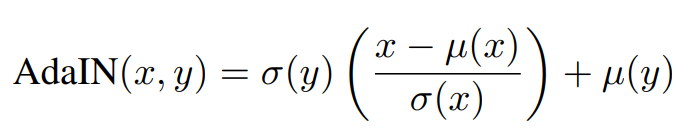 AdaIN(x, y) = σ(y) ( (x − μ(x)) / σ(x) ) + μ(y)